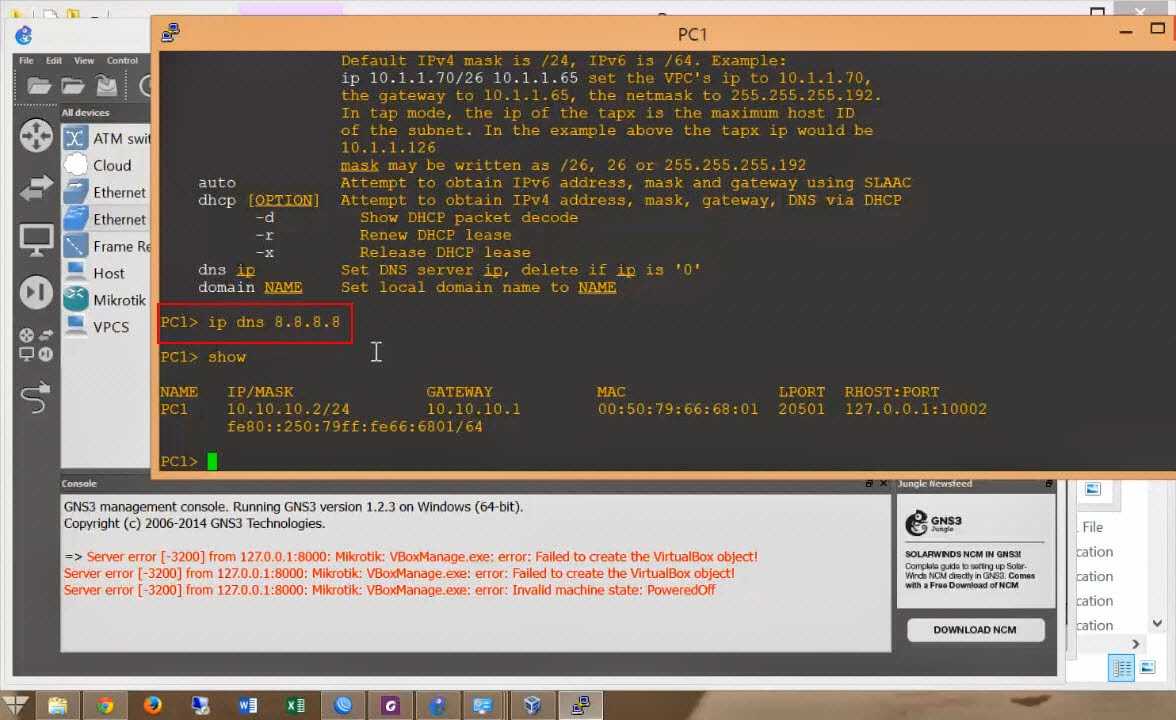 PC1
File Edit View Control
All devices
ATM swit
Cloud
Ethernet
Ethernet
Frame Re
Host
Mikrotik
VPCS
Default IPv4 mask is /24, IPv6 is /64. Example:
ip 10.1.1.70/26 10.1.1.65 set the VPC's ip to 10.1.1.70,
the gateway to 10.1.1.65, the netmask to 255.255.255.192.
In tap mode, the ip of the tapx is the maximum host ID
of the subnet. In the example above the tapx ip would be
10.1.1.126
mask may be written as /26, 26 or 255.255.255.192
auto Attempt to obtain IPv6 address, mask and gateway using SLAAC
dhcp [OPTION] Attempt to obtain IPv4 address, mask, gateway, DNS via DHCP
-d Show DHCP packet decode
-r Renew DHCP lease
-x Release DHCP lease
dns ip Set DNS server ip, delete if ip is '0'
domain NAME Set local domain name to NAME
PC1> ip dns 8.8.8.8
PC1> show
NAME IP/MASK GATEWAY MAC LPORT RHOST:PORT
PC1 10.10.10.2/24 10.10.10.1 00:50:79:66:68:01 20501 127.0.0.1:10002
fe80::250:79ff:fe66:6801/64
PC1>
Console
GNS3 management console. Running GNS3 version 1.2.3 on Windows (64-bit).
Copyright (c) 2006-2014 GNS3 Technologies.
=> Server error [-3200] from 127.0.0.1:8000: Mikrotik: VBoxManage.exe: error: Failed to create the VirtualBox object!
Server error [-3200] from 127.0.0.1:8000: Mikrotik: VBoxManage.exe: error: Failed to create the VirtualBox object!
Server error [-3200] from 127.0.0.1:8000: Mikrotik: VBoxManage.exe: error: Invalid machine state: PoweredOff
Jungle Newsfeed
GNS3
Jungle
SOLARWINDS NCM IN GNS3!
Complete guide to setting up Solar-
Winds NCM directly in GNS3. Comes
with a Free Download of NCM
DOWNLOAD NCM
File
cation
cation
cation
cation